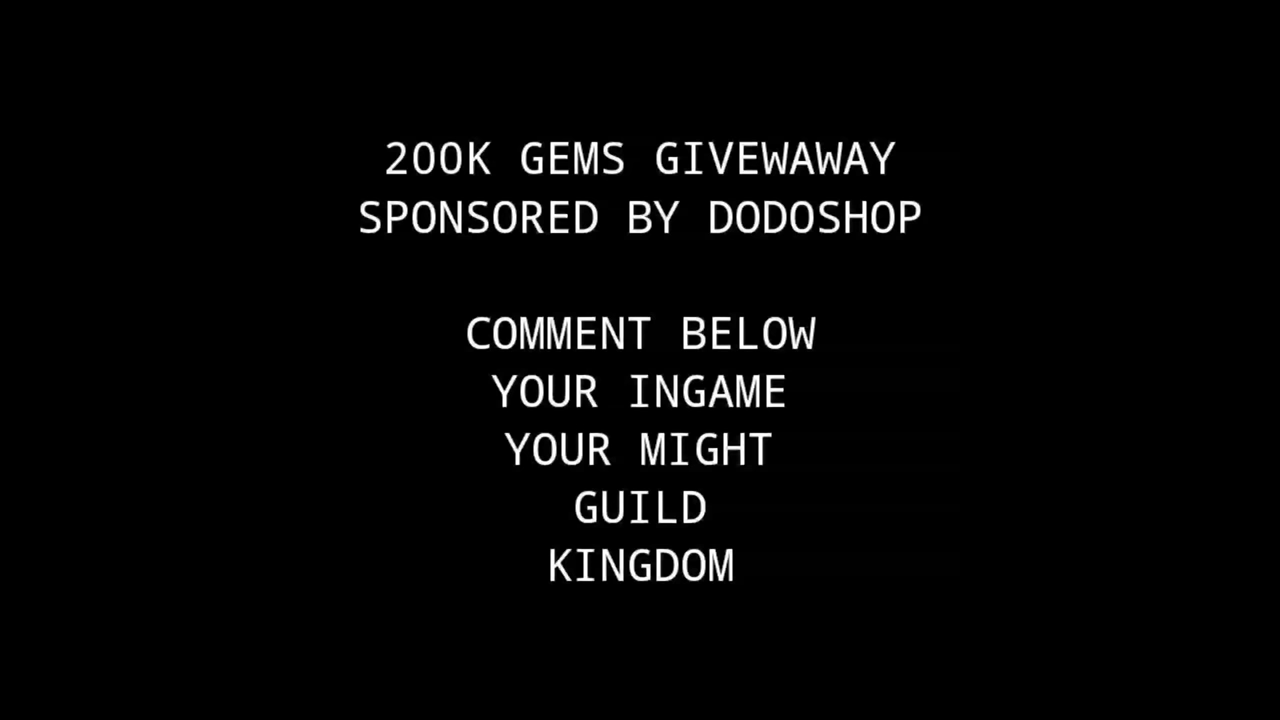 200K GEMS GIVEWAWAY
SPONSORED BY DODOSHOP
COMMENT BELOW
YOUR INGAME
YOUR MIGHT
GUILD
KINGDOM